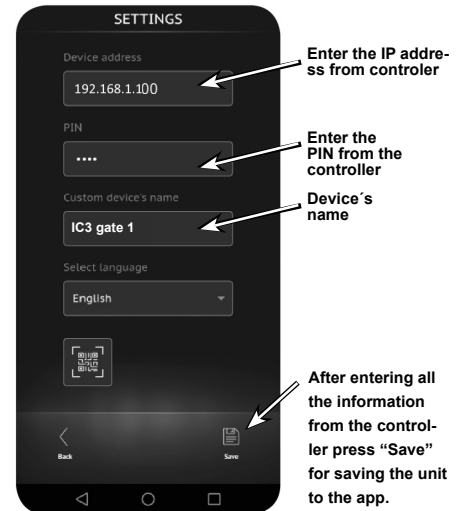 SETTINGS
Device address
192.168.1.100
Enter the IP addre-
ss from controler
PIN
••••
Enter the
PIN from the
controller
Custom device's name
IC3 gate 1
Device´s
name
Select language
English
After entering all
the information
from the control-
ler press “Save”
for saving the unit
to the app.
Back
Save